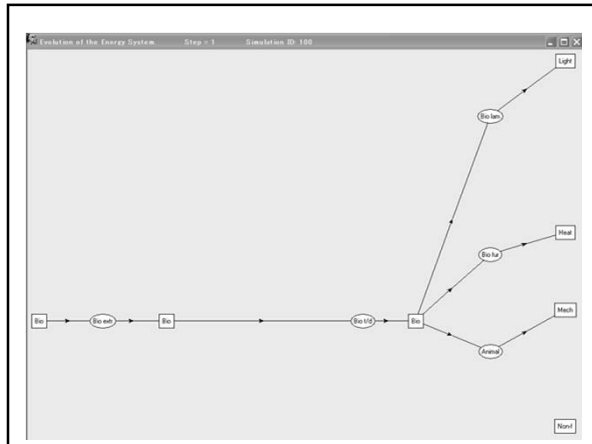 Evolution of the Energy System Step = 1 Simulation ID: 100
Light
Bio lam
Heat
Bio fur
Mech
Bio
Bio extr
Bio
Bio t/d
Bio
Animal
Non-f